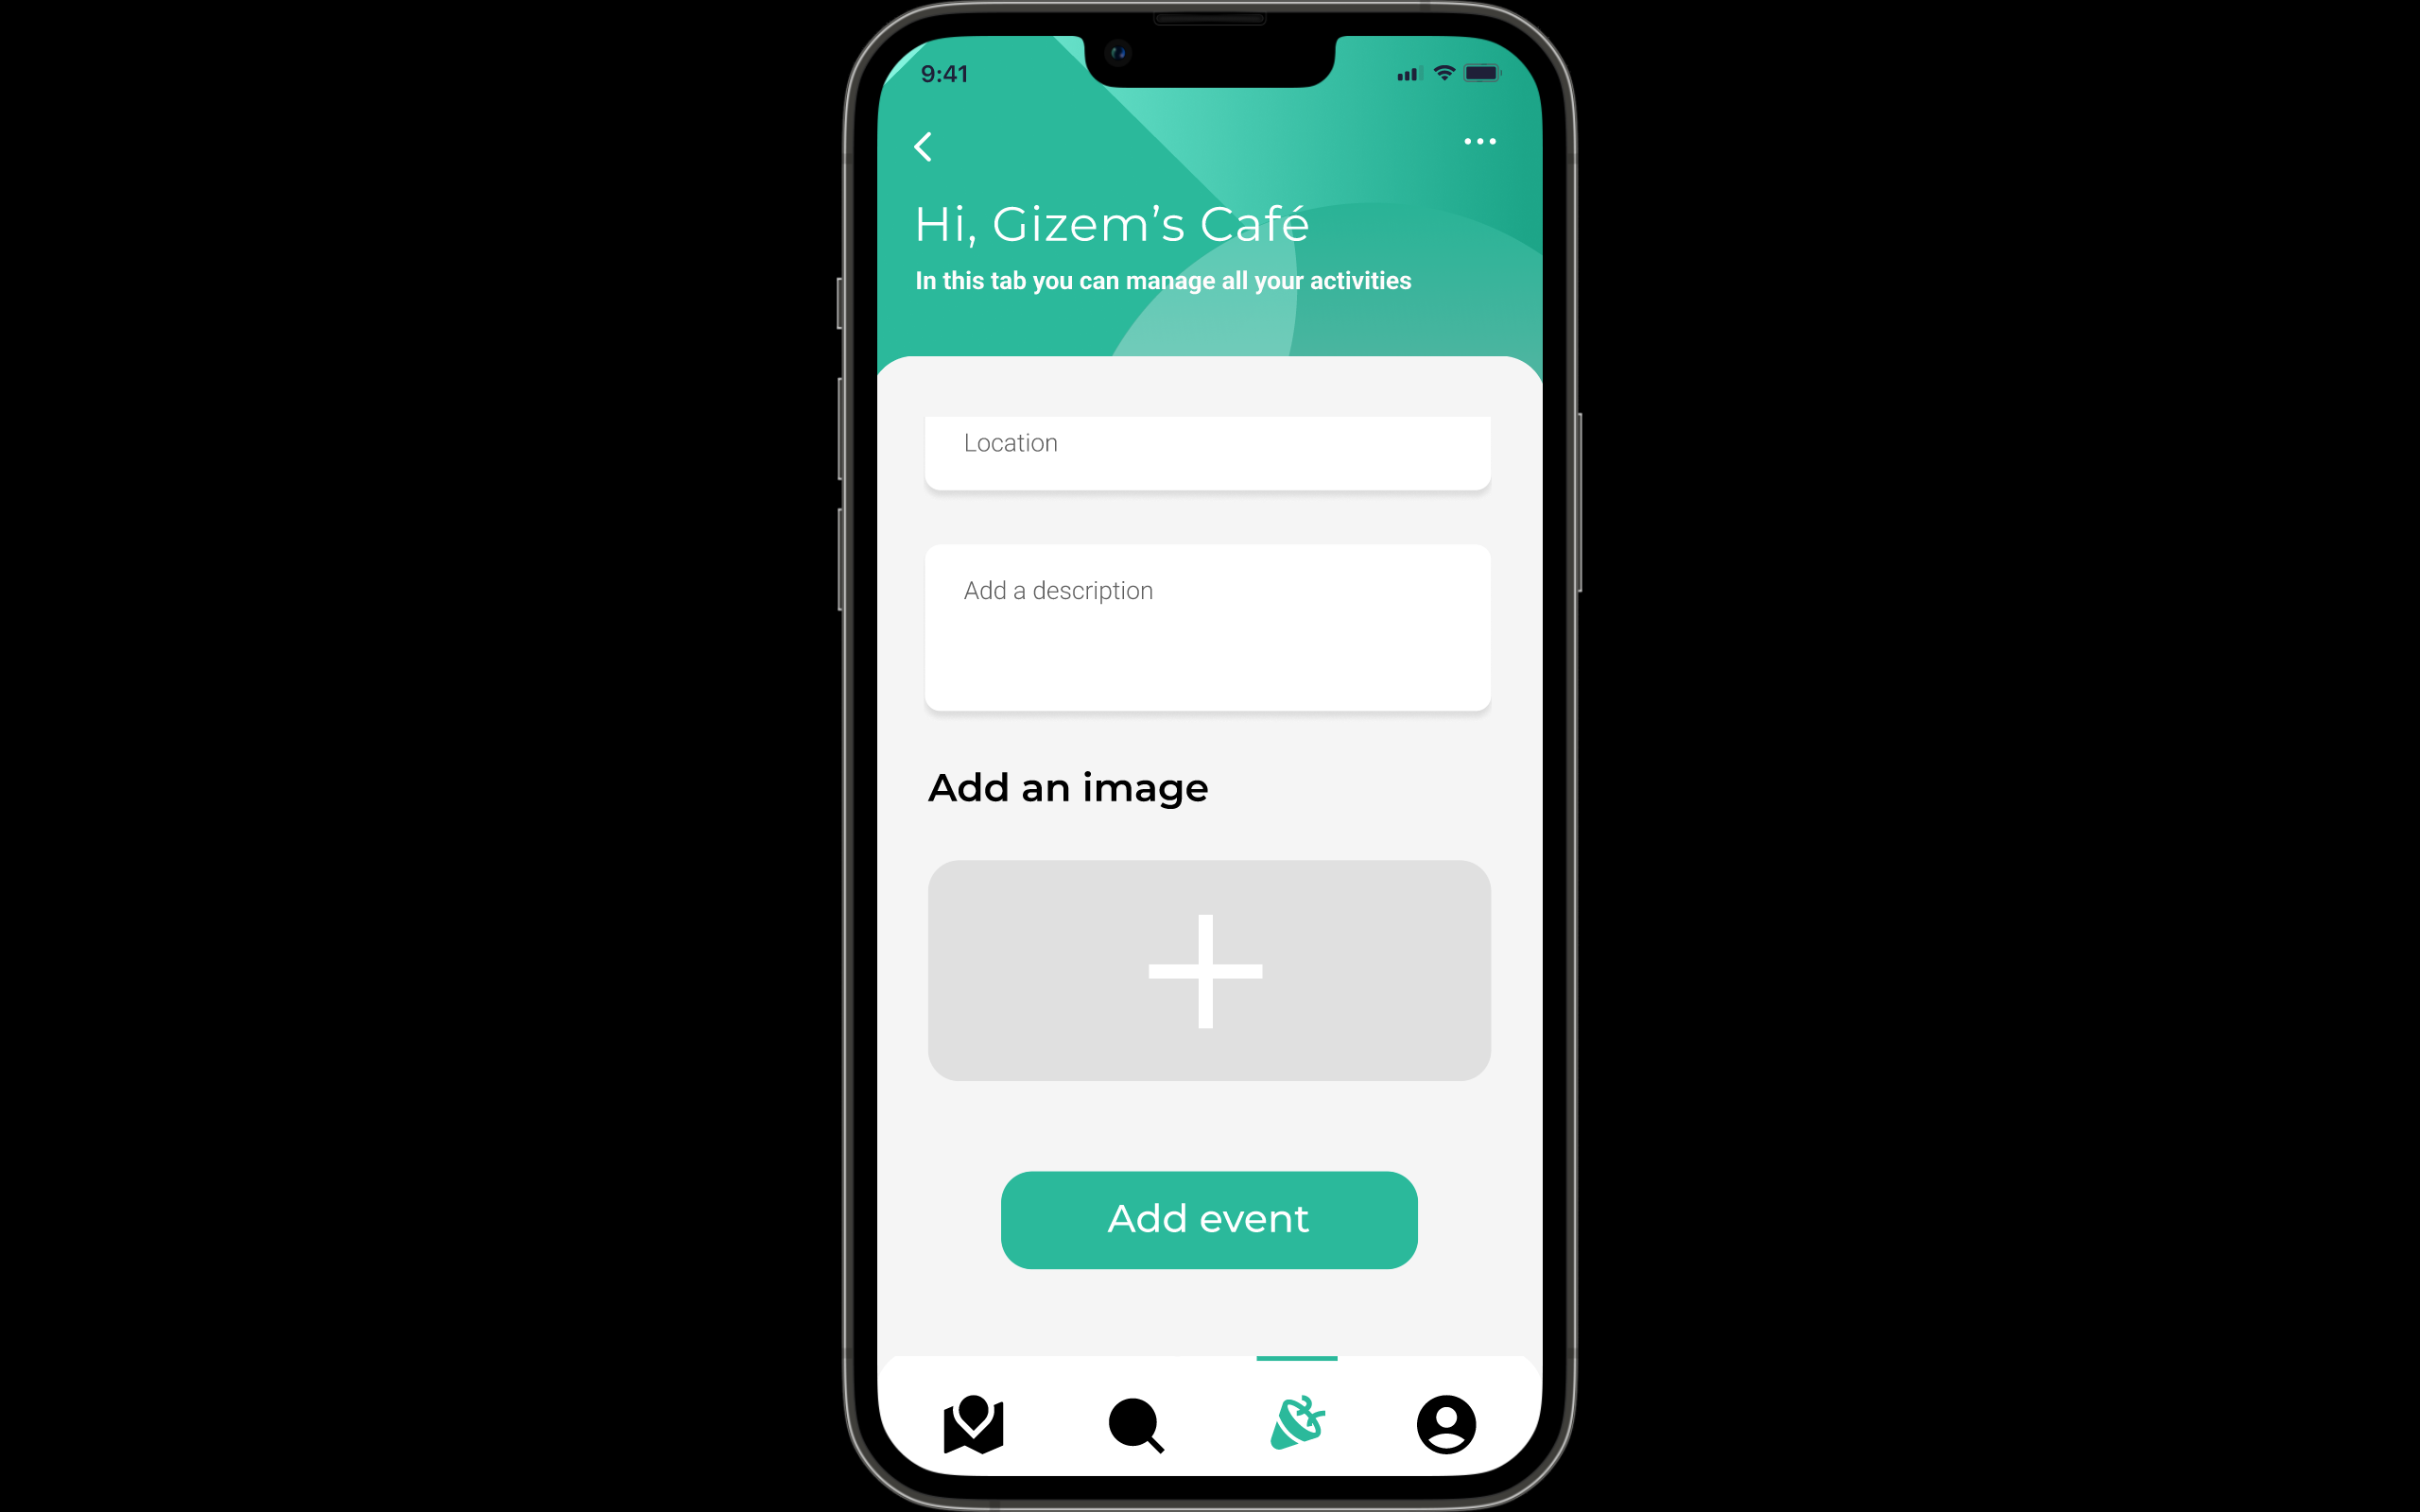 9:41
Hi, Gizem’s Café
In this tab you can manage all your activities
Location
Add a description
Add an image
Add event